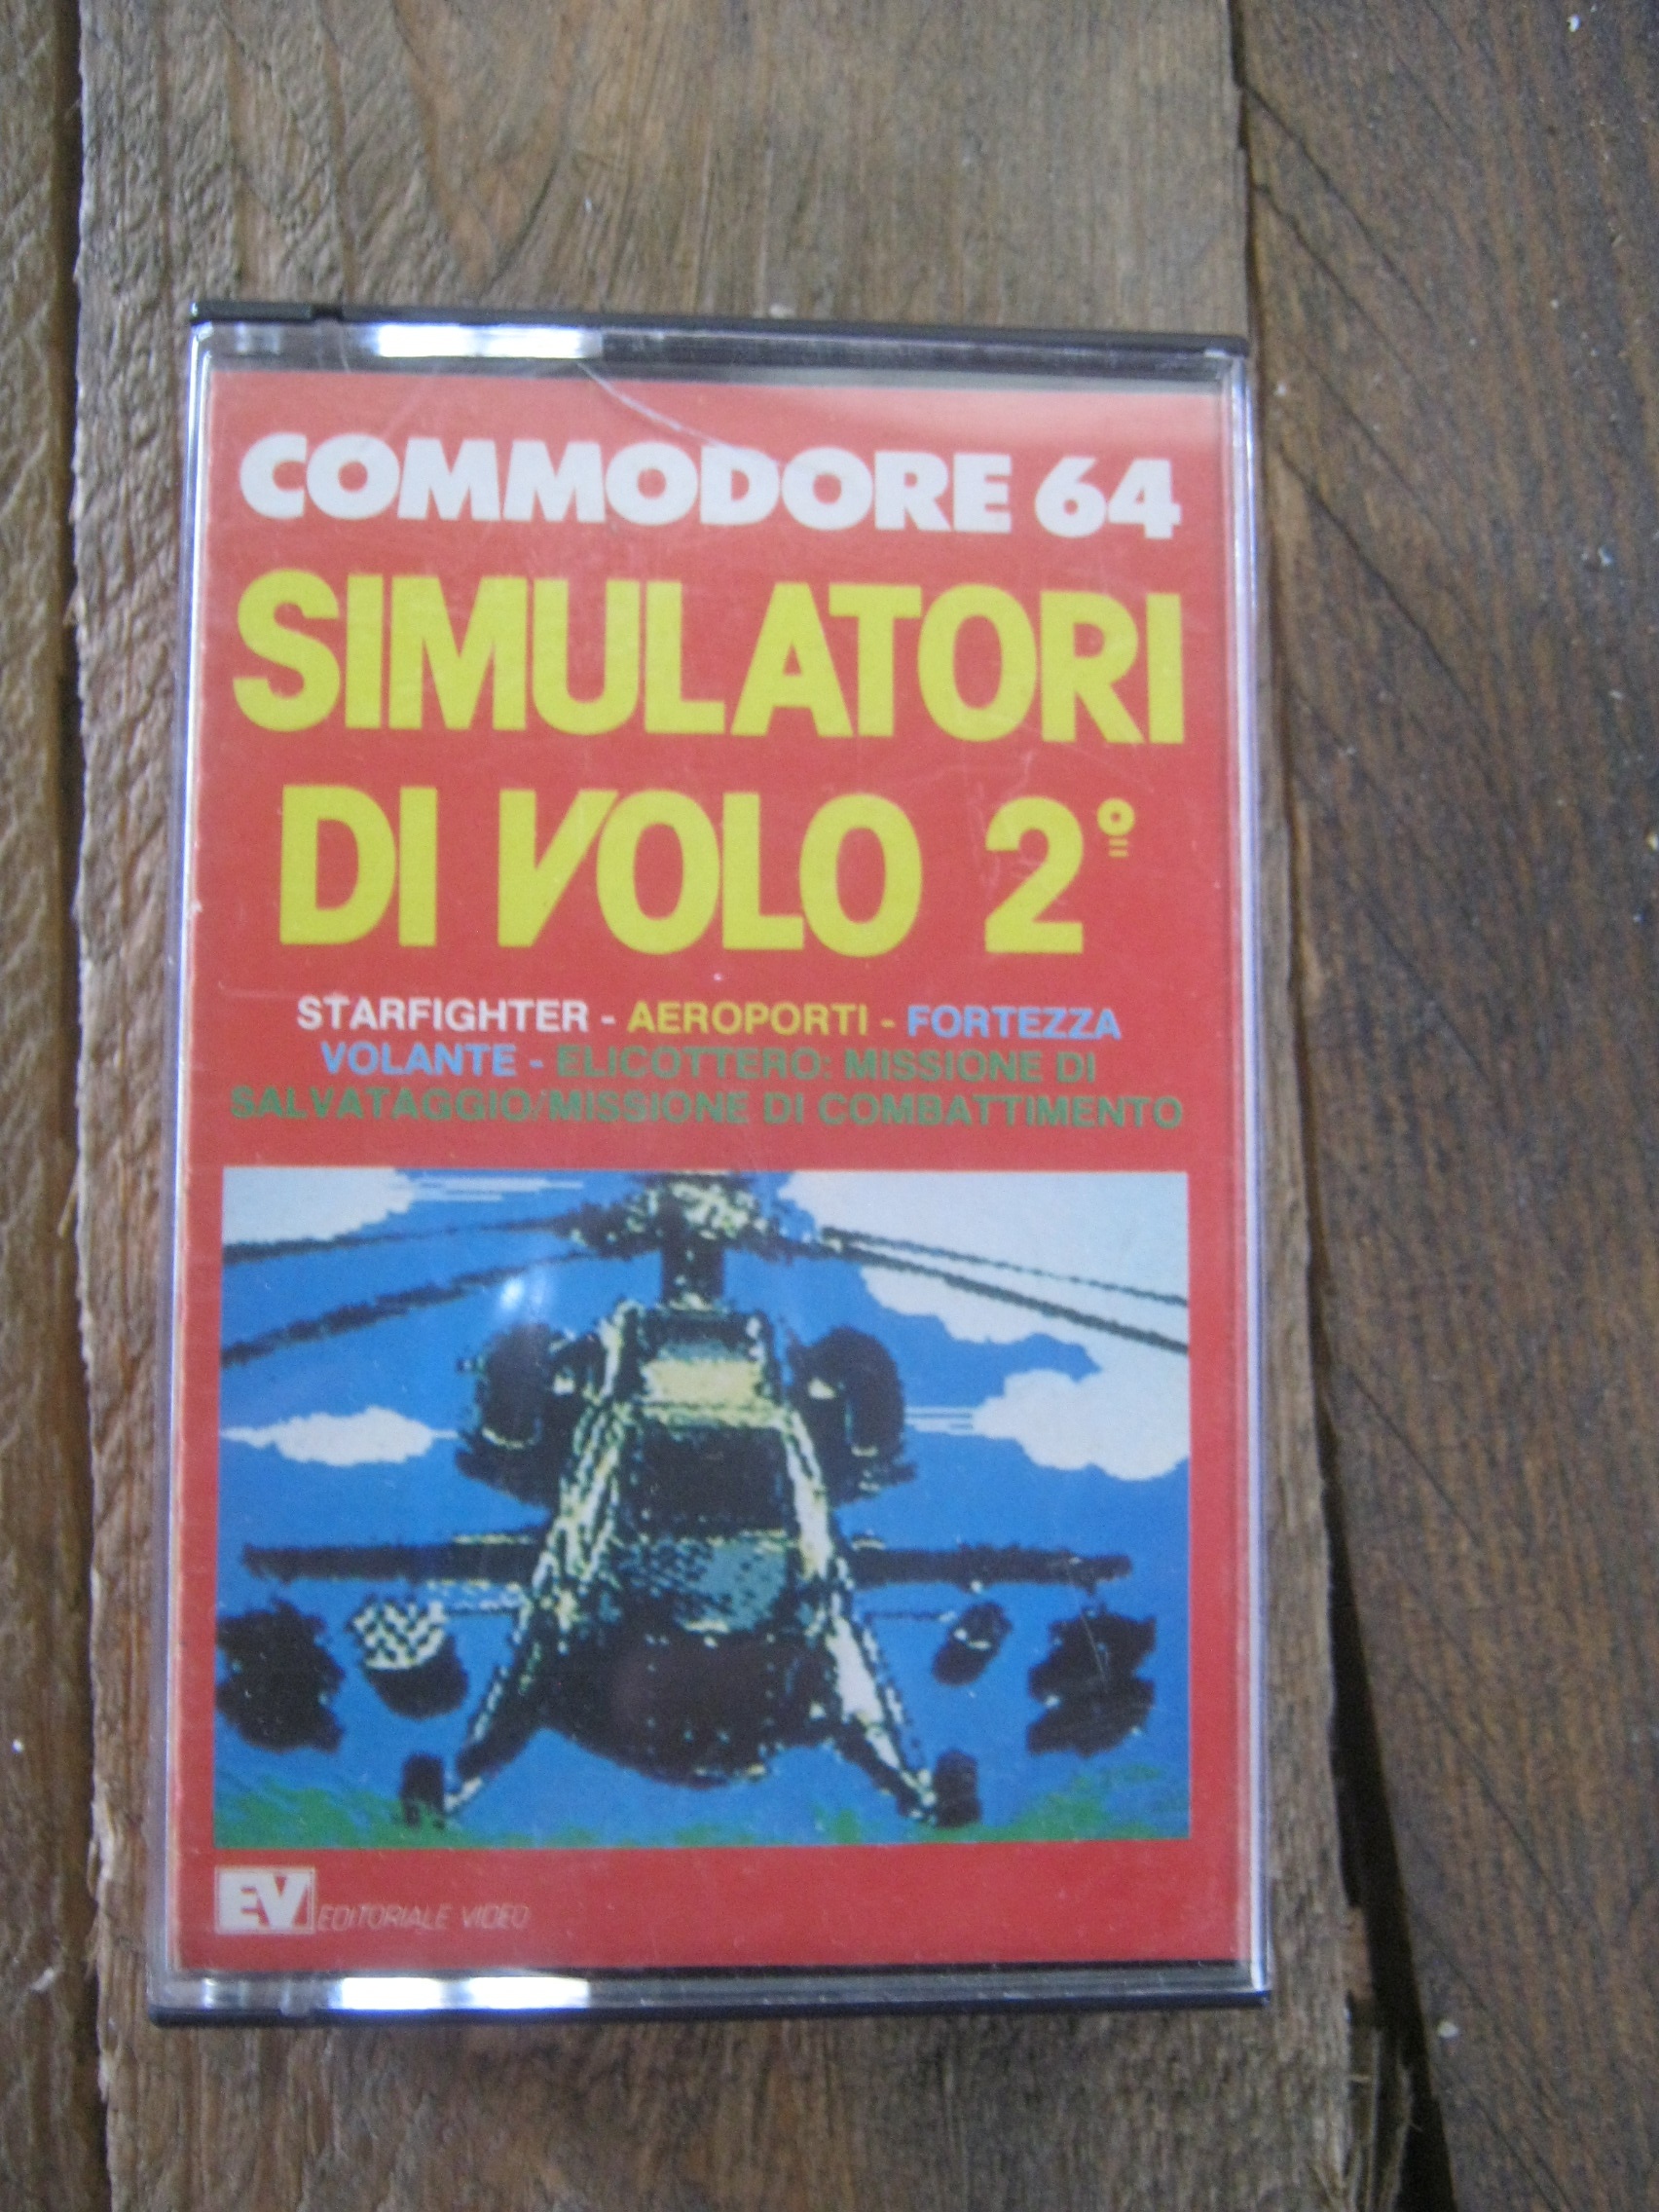 COMMODORE 64
SIMULATORI
DI VOLO 2º
STARFIGHTER - AEROPORTI - FORTEZZA
VOLANTE - ELICOTTERO: MISSIONE DI
SALVATAGGIO/MISSIONE DI COMBATTIMENTO
EV EDITORIALE VIDEO